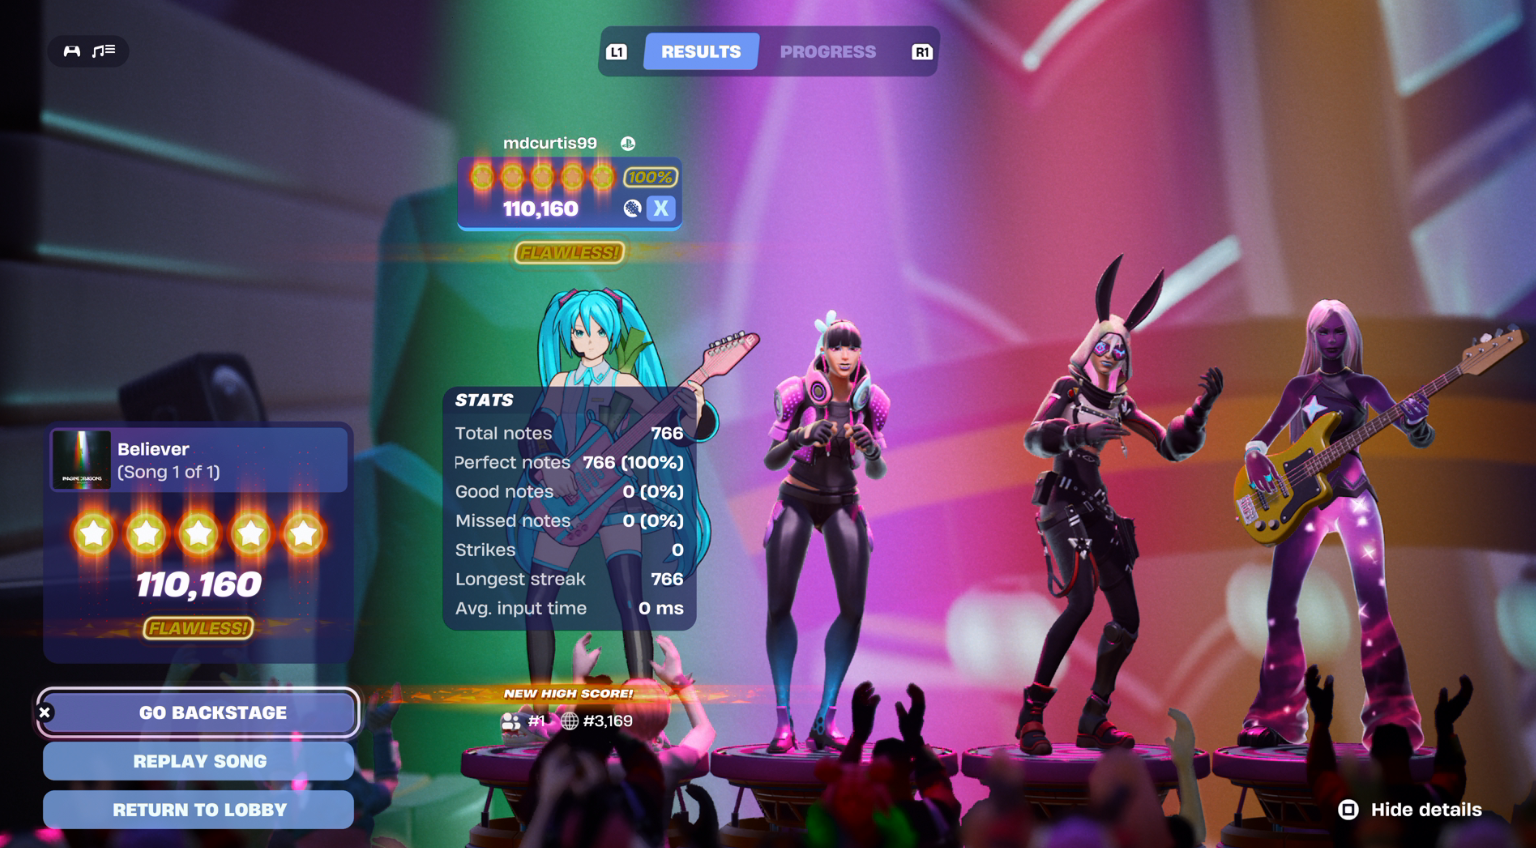 L1
RESULTS
PROGRESS
R1
mdcurtis99
100%
110,160
X
FLAWLESS!
STATS
Total notes 766
Perfect notes 766 (100%)
Good notes 0 (0%)
Missed notes 0 (0%)
Strikes 0
Longest streak 766
Avg. input time 0 ms
NEW HIGH SCORE!
#1 #3,169
IMAGINE DRAGONS
Believer
(Song 1 of 1)
110,160
FLAWLESS!
GO BACKSTAGE
REPLAY SONG
RETURN TO LOBBY
Hide details